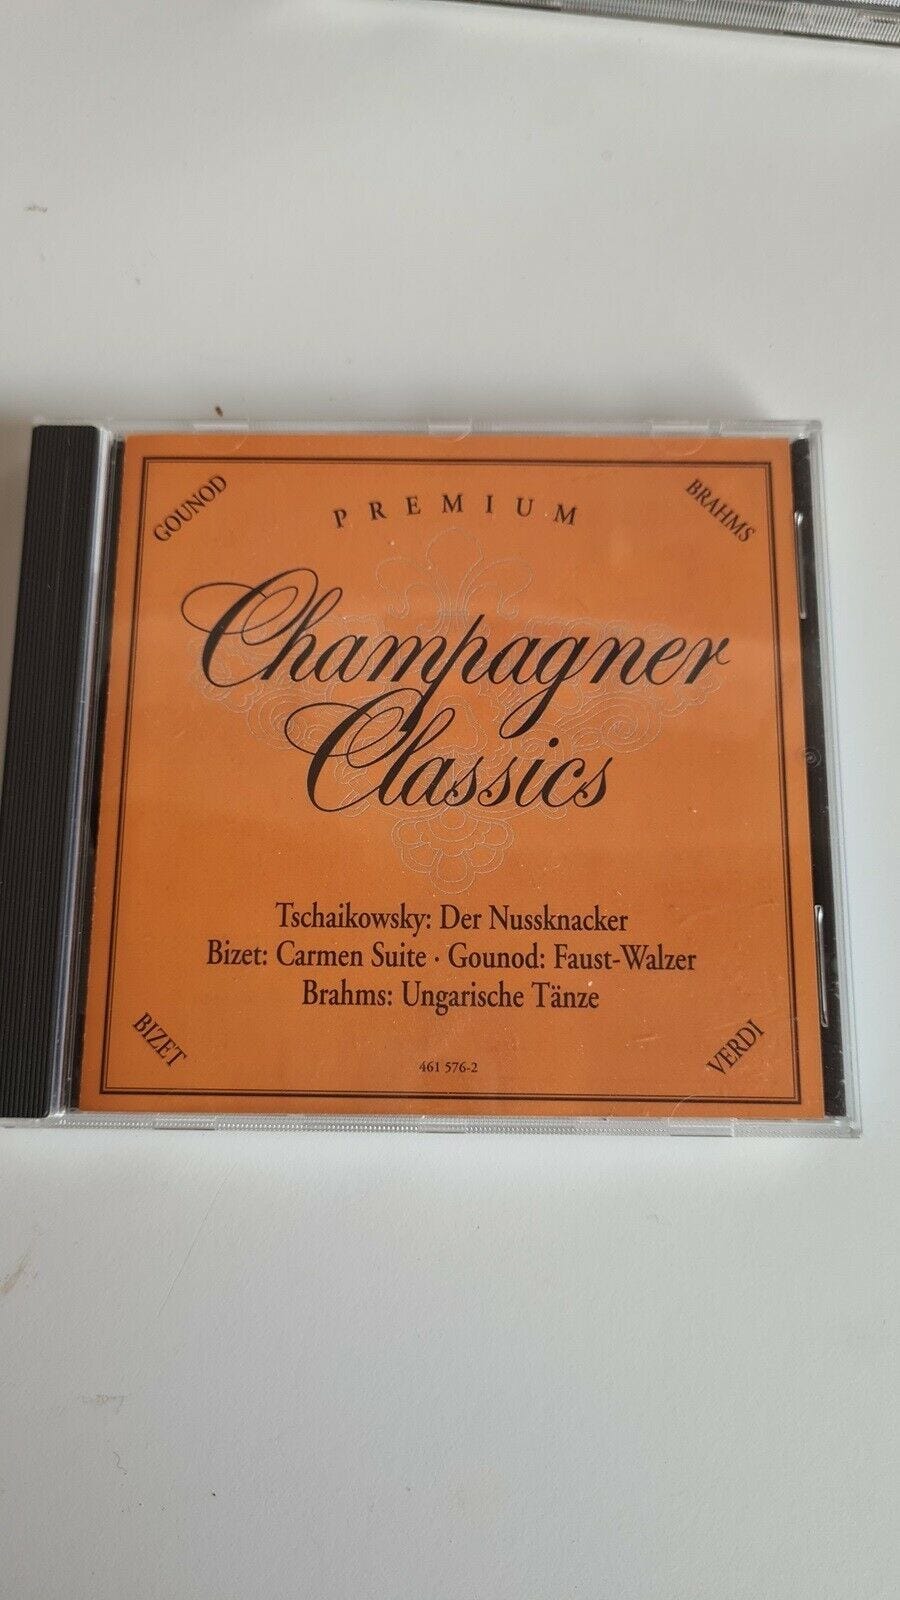 GOUNOD
BRAHMS
PREMIUM
Champagner
Classics
Tschaikowsky: Der Nussknacker
Bizet: Carmen Suite · Gounod: Faust-Walzer
Brahms: Ungarische Tänze
BIZET
VERDI
461 576-2